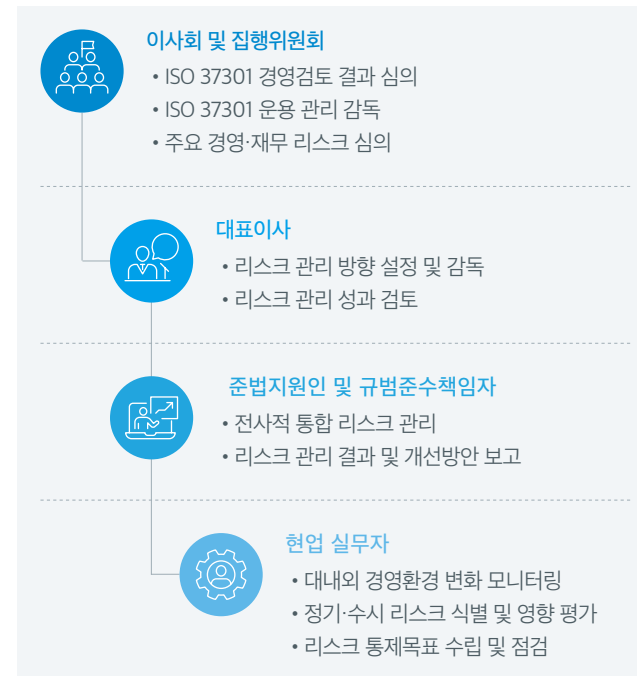 이사회 및 집행위원회
• ISO 37301 경영검토 결과 심의
• ISO 37301 운용 관리 감독
• 주요 경영·재무 리스크 심의
대표이사
• 리스크 관리 방향 설정 및 감독
• 리스크 관리 성과 검토
준법지원인 및 규범준수책임자
• 전사적 통합 리스크 관리
• 리스크 관리 결과 및 개선방안 보고
현업 실무자
• 대내외 경영환경 변화 모니터링
• 정기·수시 리스크 식별 및 영향 평가
• 리스크 통제목표 수립 및 점검